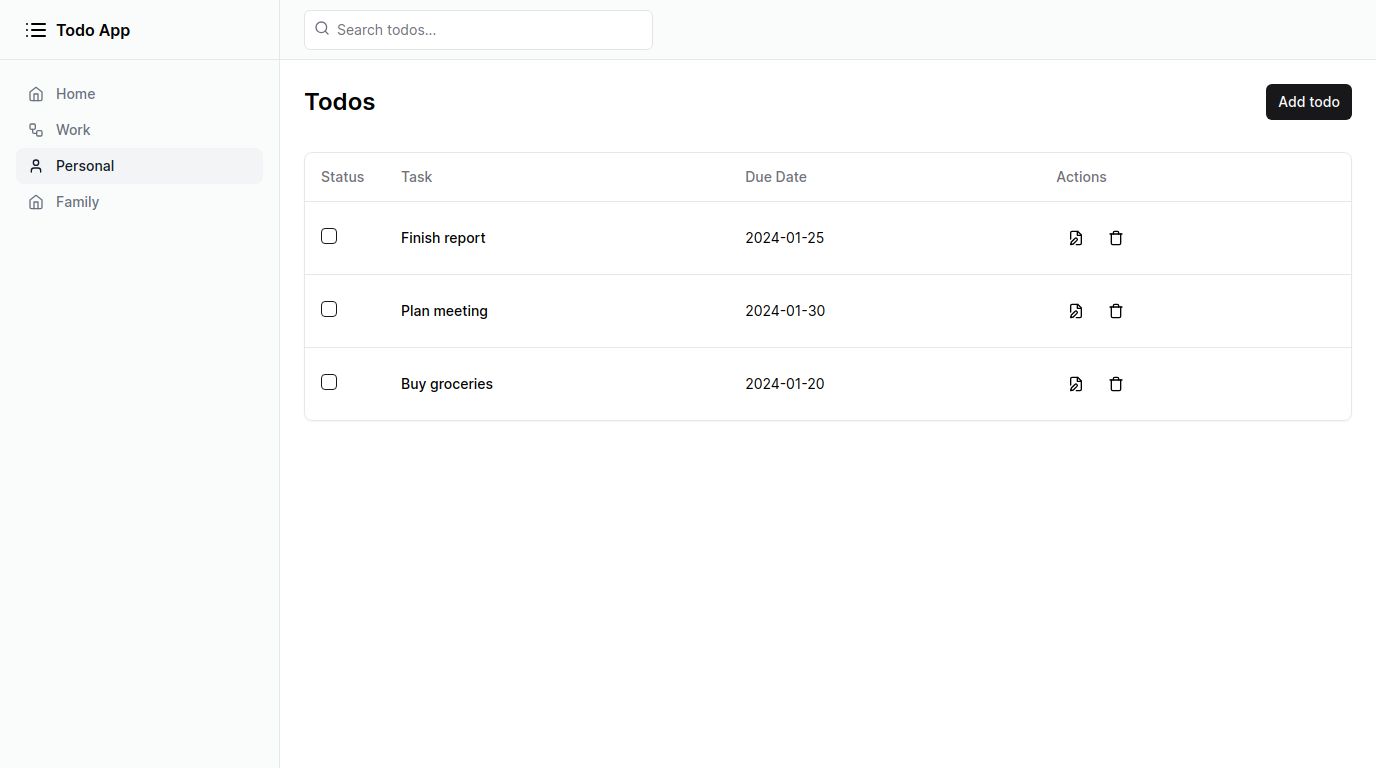 Todo App
Search todos...
Home
Work
Personal
Family
Todos
Add todo
Status Task Due Date Actions
Finish report 2024-01-25
Plan meeting 2024-01-30
Buy groceries 2024-01-20